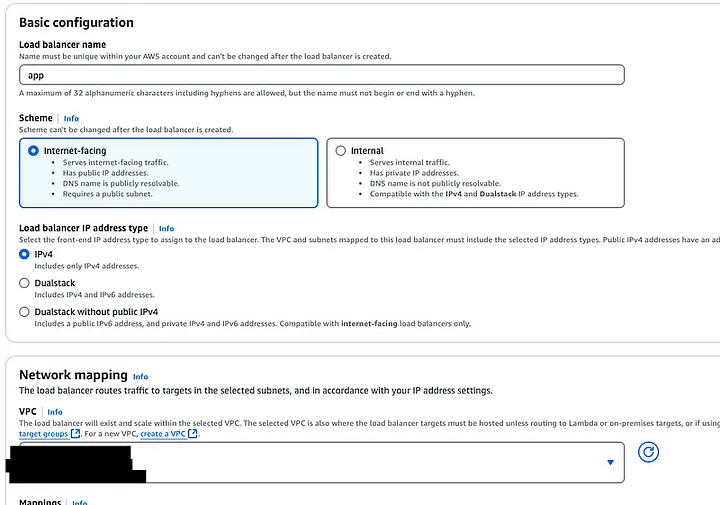 Basic configuration
Load balancer name
Name must be unique within your AWS account and can't be changed after the load balancer is created.
app
A maximum of 32 alphanumeric characters including hyphens are allowed, but the name must not begin or end with a hyphen.
Scheme Info
Scheme can't be changed after the load balancer is created.
Internet-facing
• Serves internet-facing traffic.
• Has public IP addresses.
• DNS name is publicly resolvable.
• Requires a public subnet.
Internal
• Serves internal traffic.
• Has private IP addresses.
• DNS name is not publicly resolvable.
• Compatible with the IPv4 and Dualstack IP address types.
Load balancer IP address type Info
Select the front-end IP address type to assign to the load balancer. The VPC and subnets mapped to this load balancer must include the selected IP address types. Public IPv4 addresses have an ad
IPv4
Includes only IPv4 addresses.
Dualstack
Includes IPv4 and IPv6 addresses.
Dualstack without public IPv4
Includes a public IPv6 address, and private IPv4 and IPv6 addresses. Compatible with internet-facing load balancers only.
Network mapping Info
The load balancer routes traffic to targets in the selected subnets, and in accordance with your IP address settings.
VPC Info
The load balancer will exist and scale within the selected VPC. The selected VPC is also where the load balancer targets must be hosted unless routing to Lambda or on-premises targets, or if using
target groups. For a new VPC, create a VPC.
Mappings Info